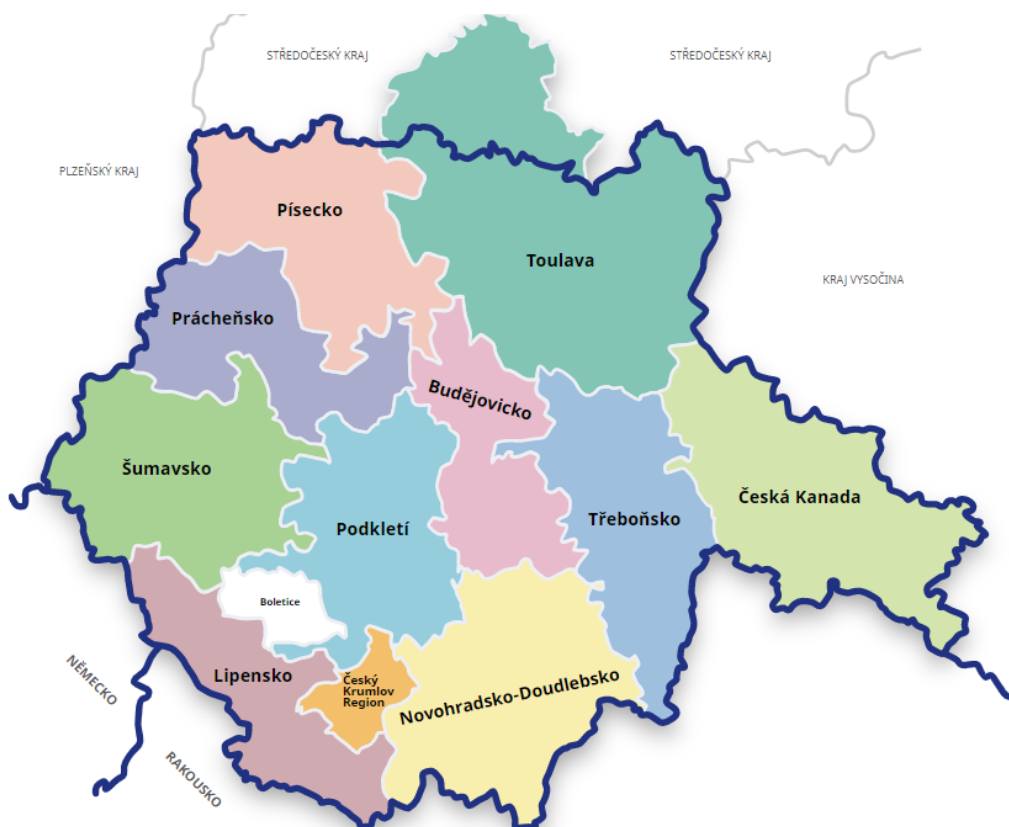 STŘEDOČESKÝ KRAJ
STŘEDOČESKÝ KRAJ
PLZEŇSKÝ KRAJ
Písecko
Toulava
KRAJ VYSOČINA
Prácheňsko
Budějovicko
Šumavsko
Česká Kanada
Třeboňsko
Podkletí
Boletice
NĚMECKO
Lipensko
Český
Krumlov
Region
Novohradsko-Doudlebsko
RAKOUSKO